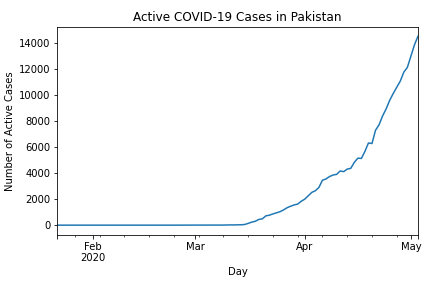 Active COVID-19 Cases in Pakistan
14000
12000
10000
8000
6000
4000
2000
0
Number of Active Cases
Feb
2020
Mar
Apr
May
Day